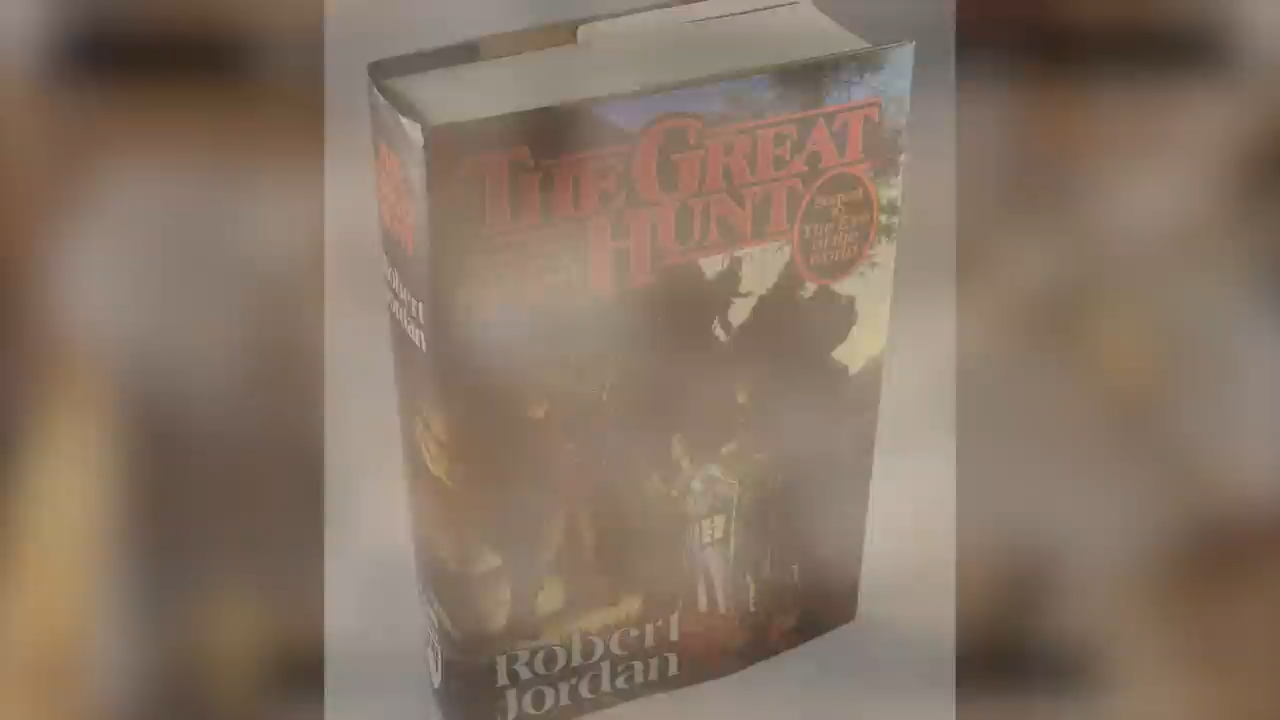 THE GREAT
HUNT
Sequel
to
The Eye
of the
World
Robert
Jordan
Robert
Jordan